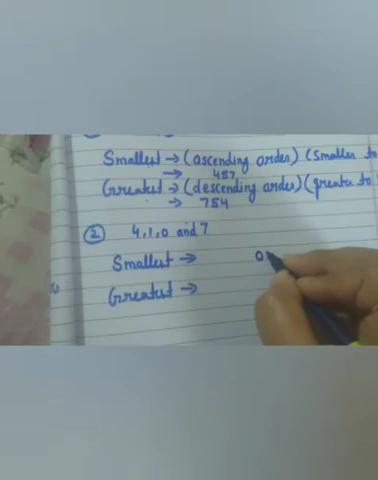 Smallest → (ascending order) (Smaller to
→ 457
Greatest → (descending order) (greater to
→ 754
② 4, 1, 0 and 7
Smallest → 0
Greatest →